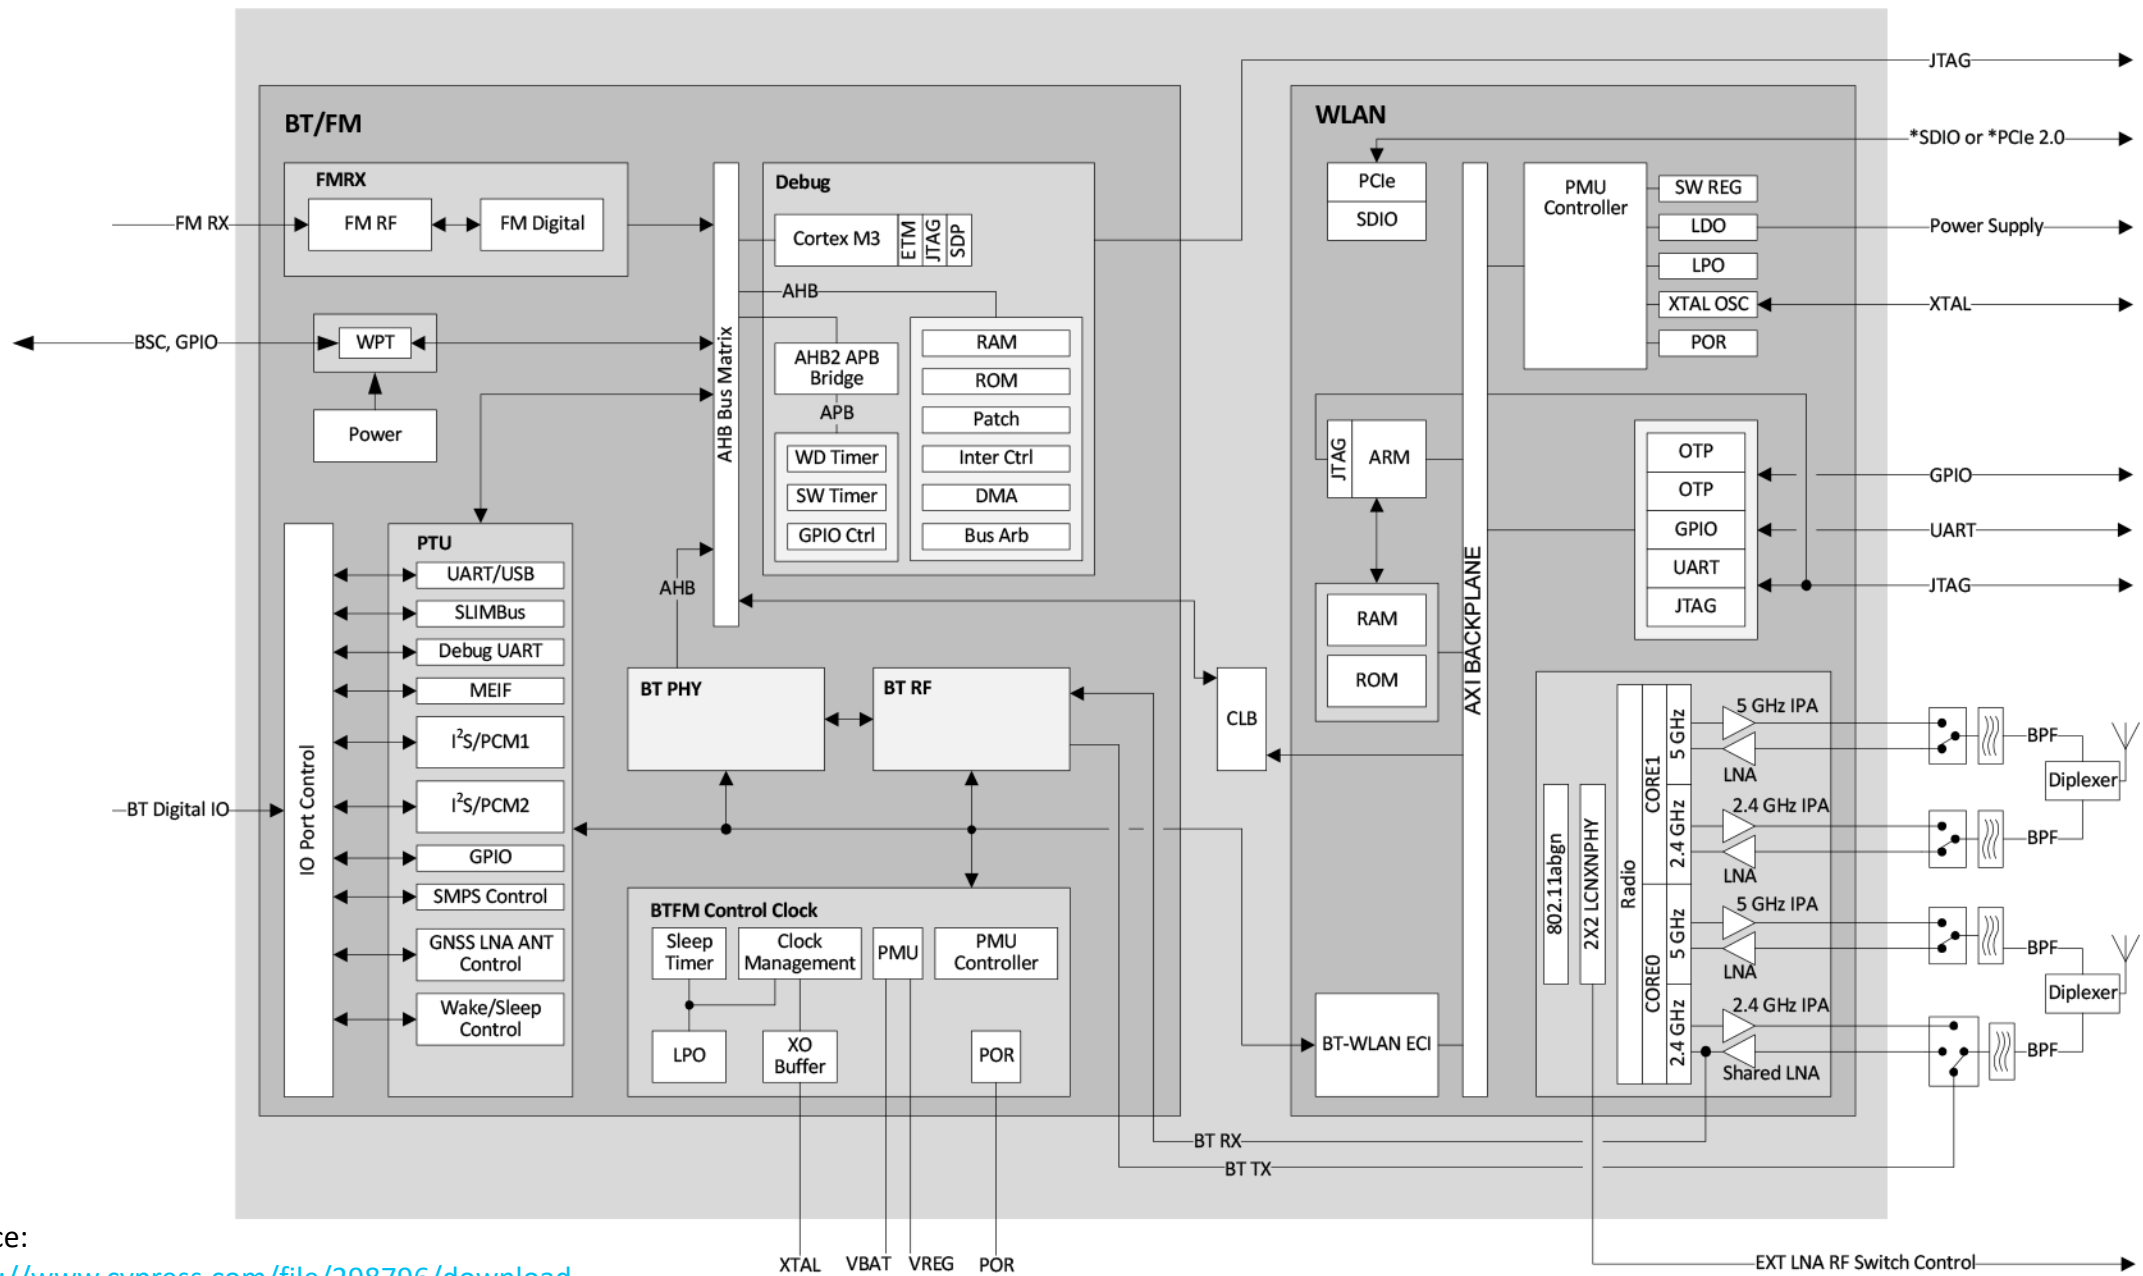 JTAG
BT/FM
WLAN
*SDIO or *PCIe 2.0
FMRX
FM RX
FM RF
FM Digital
Debug
Cortex M3
ETM
JTAG
SDP
AHB
PCIe
SDIO
PMU
Controller
SW REG
LDO
Power Supply
LPO
XTAL OSC
XTAL
POR
BSC, GPIO
WPT
Power
AHB Bus Matrix
AHB2 APB
Bridge
APB
WD Timer
SW Timer
GPIO Ctrl
RAM
ROM
Patch
Inter Ctrl
DMA
Bus Arb
JTAG
ARM
RAM
ROM
AXI BACKPLANE
OTP
OTP
GPIO
UART
JTAG
GPIO
UART
JTAG
BT Digital IO
IO Port Control
PTU
UART/USB
SLIMBus
Debug UART
MEIF
I²S/PCM1
I²S/PCM2
GPIO
SMPS Control
GNSS LNA ANT
Control
Wake/Sleep
Control
AHB
BT PHY
BT RF
CLB
BTFM Control Clock
Sleep
Timer
Clock
Management
PMU
PMU
Controller
LPO
XO
Buffer
POR
BT-WLAN ECI
802.11abgn
2X2 LCNXNPHY
Radio
CORE1
CORE0
5 GHz
2.4 GHz
5 GHz
2.4 GHz
5 GHz IPA
LNA
2.4 GHz IPA
LNA
5 GHz IPA
LNA
2.4 GHz IPA
Shared LNA
BPF
Diplexer
BPF
BPF
Diplexer
BPF
BT RX
BT TX
XTAL
VBAT
VREG
POR
EXT LNA RF Switch Control
ce:
://www.cypress.com/file/298796/download